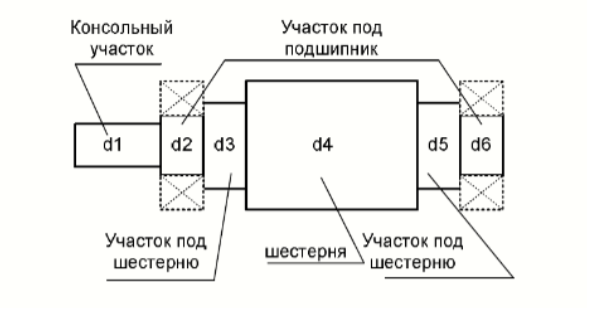 Консольный
участок
Участок под
подшипник
d1
d2
d3
d4
d5
d6
Участок под
шестерню
шестерня
Участок под
шестерню